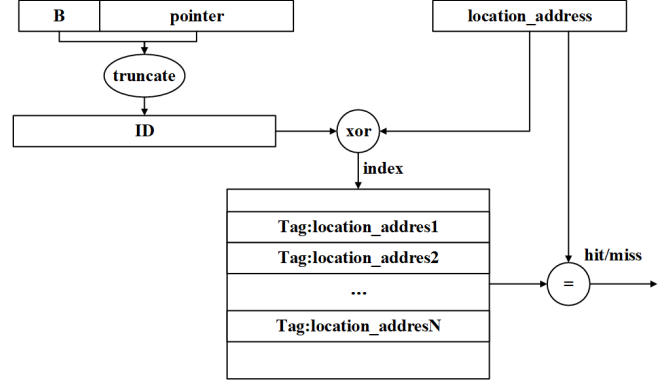 B
pointer
location_address
truncate
ID
xor
index
Tag:location_addres1
Tag:location_addres2
...
Tag:location_addresN
hit/miss
=